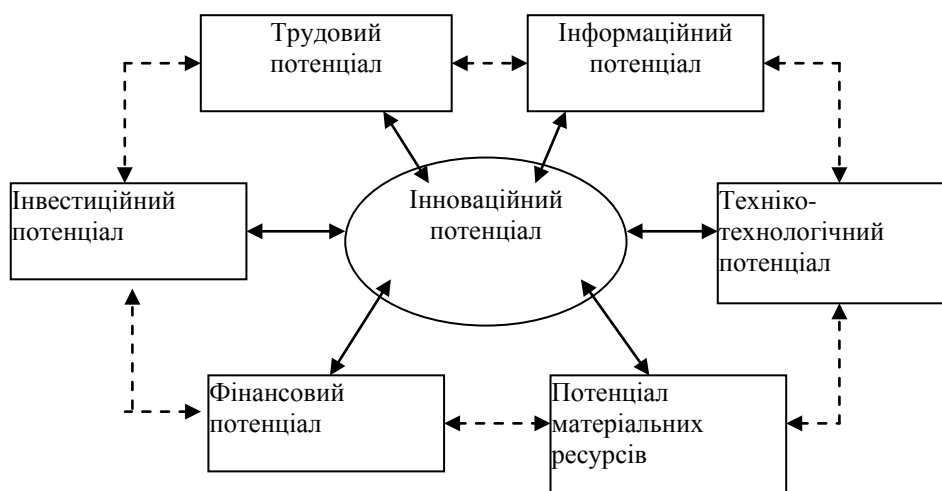 Трудовий
потенціал
Інформаційний
потенціал
Інвестиційний
потенціал
Інноваційний
потенціал
Техніко-
технологічний
потенціал
Фінансовий
потенціал
Потенціал
матеріальних
ресурсів